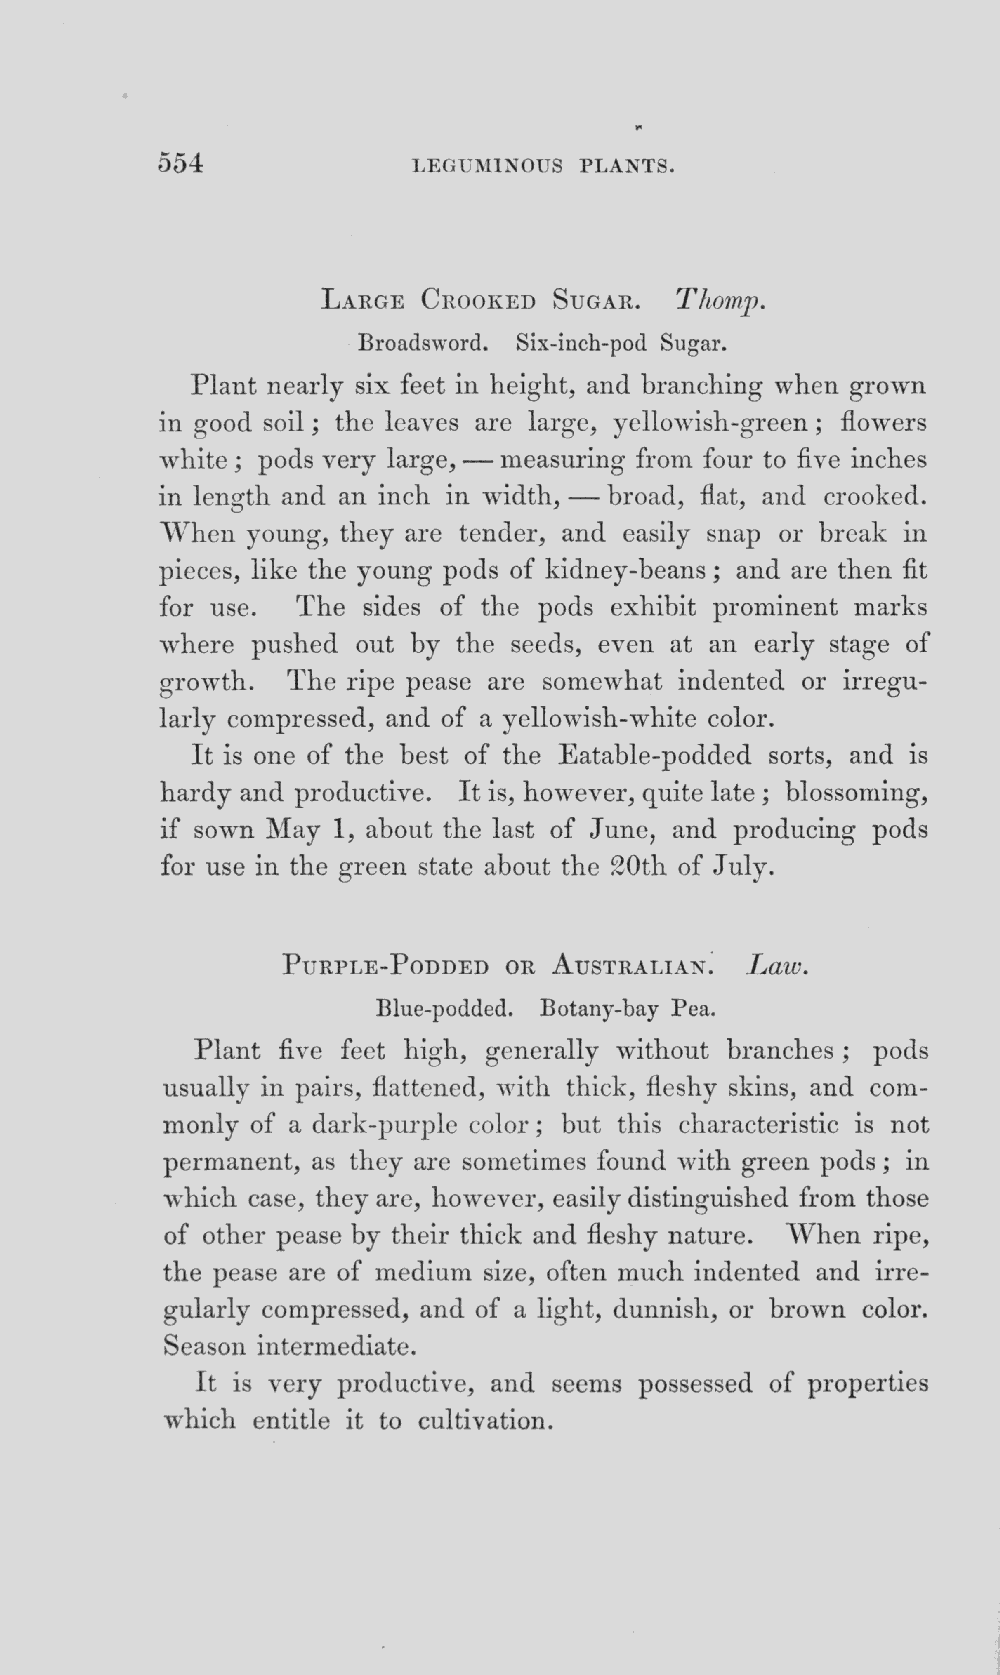 554 LEGUMINOUS PLANTS.
LARGE CROOKED SUGAR. Thomp.
Broadsword. Six-inch-pod Sugar.
Plant nearly six feet in height, and branching when grown
in good soil; the leaves are large, yellowish-green; flowers
white; pods very large, — measuring from four to five inches
in length and an inch in width, — broad, flat, and crooked.
When young, they are tender, and easily snap or break in
pieces, like the young pods of kidney-beans; and are then fit
for use. The sides of the pods exhibit prominent marks
where pushed out by the seeds, even at an early stage of
growth. The ripe pease are somewhat indented or irregu-
larly compressed, and of a yellowish-white color.
It is one of the best of the Eatable-podded sorts, and is
hardy and productive. It is, however, quite late; blossoming,
if sown May 1, about the last of June, and producing pods
for use in the green state about the 20th of July.
PURPLE-PODDED OR AUSTRALIAN. Law.
Blue-podded. Botany-bay Pea.
Plant five feet high, generally without branches; pods
usually in pairs, flattened, with thick, fleshy skins, and com-
monly of a dark-purple color; but this characteristic is not
permanent, as they are sometimes found with green pods; in
which case, they are, however, easily distinguished from those
of other pease by their thick and fleshy nature. When ripe,
the pease are of medium size, often much indented and irre-
gularly compressed, and of a light, dunnish, or brown color.
Season intermediate.
It is very productive, and seems possessed of properties
which entitle it to cultivation.